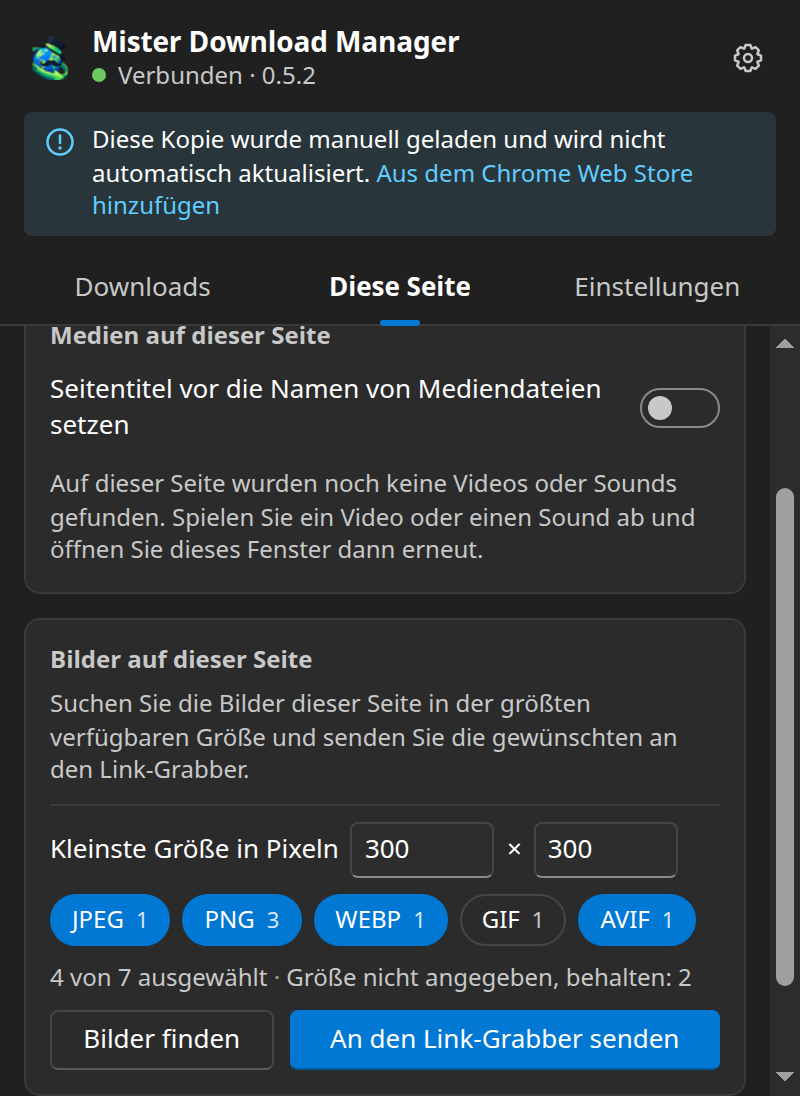 Mister Download Manager
Verbunden · 0.5.2
Diese Kopie wurde manuell geladen und wird nicht
automatisch aktualisiert. Aus dem Chrome Web Store
hinzufügen
Downloads
Diese Seite
Einstellungen
Medien auf dieser Seite
Seitentitel vor die Namen von Mediendateien
setzen
Auf dieser Seite wurden noch keine Videos oder Sounds
gefunden. Spielen Sie ein Video oder einen Sound ab und
öffnen Sie dieses Fenster dann erneut.
Bilder auf dieser Seite
Suchen Sie die Bilder dieser Seite in der größten
verfügbaren Größe und senden Sie die gewünschten an
den Link-Grabber.
Kleinste Größe in Pixeln 300 × 300
JPEG 1 PNG 3 WEBP 1 GIF 1 AVIF 1
4 von 7 ausgewählt · Größe nicht angegeben, behalten: 2
Bilder finden
An den Link-Grabber senden